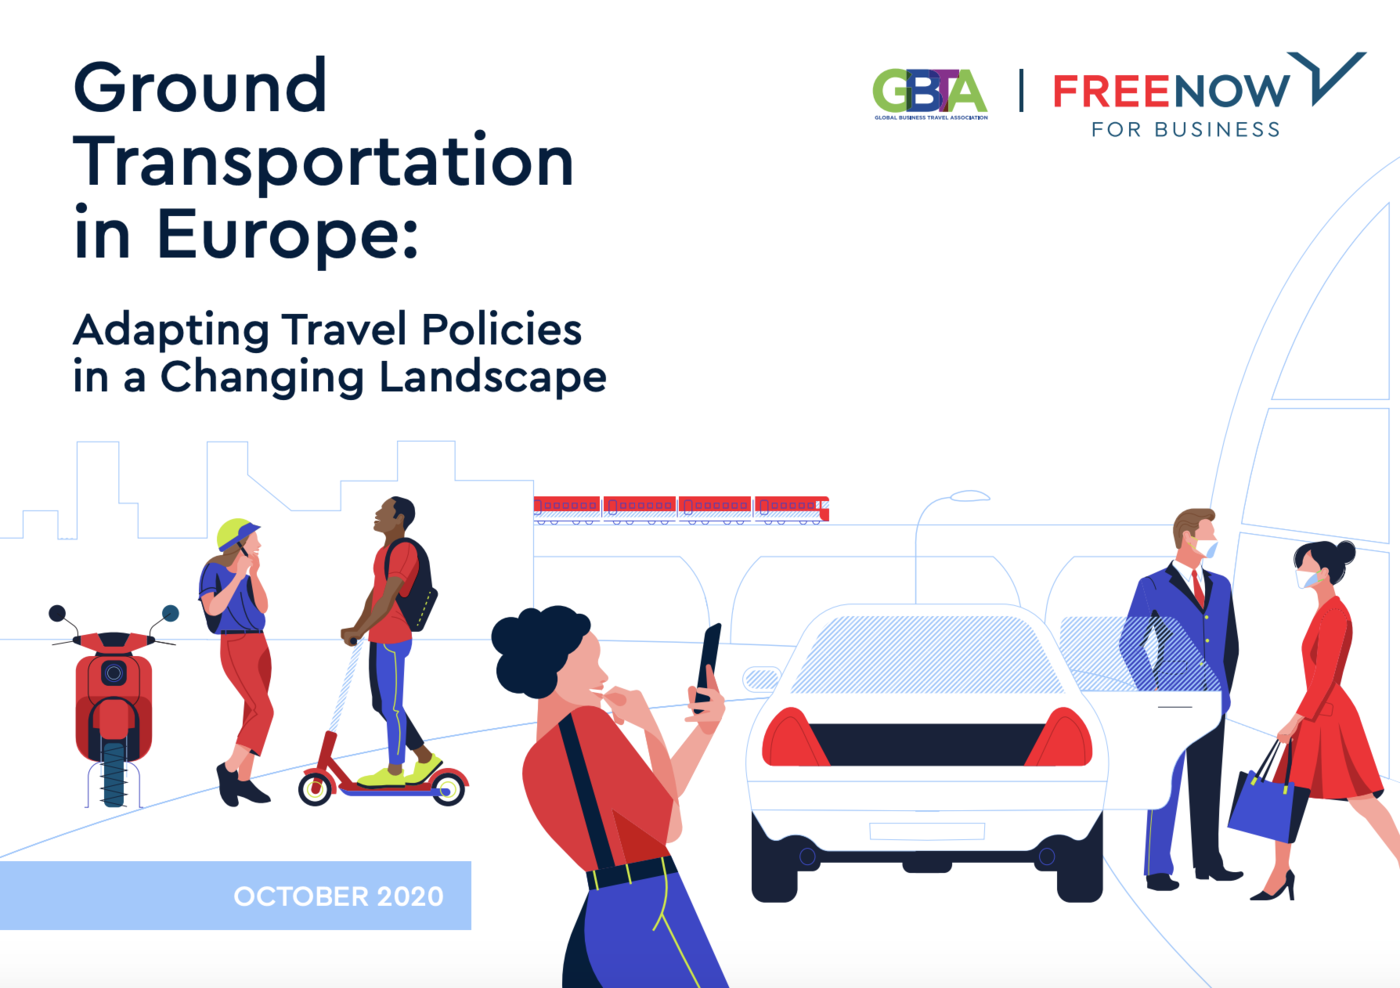 Ground
Transportation
in Europe:
Adapting Travel Policies
in a Changing Landscape
GBTA
GLOBAL BUSINESS TRAVEL ASSOCIATION
FREENOW
FOR BUSINESS
OCTOBER 2020